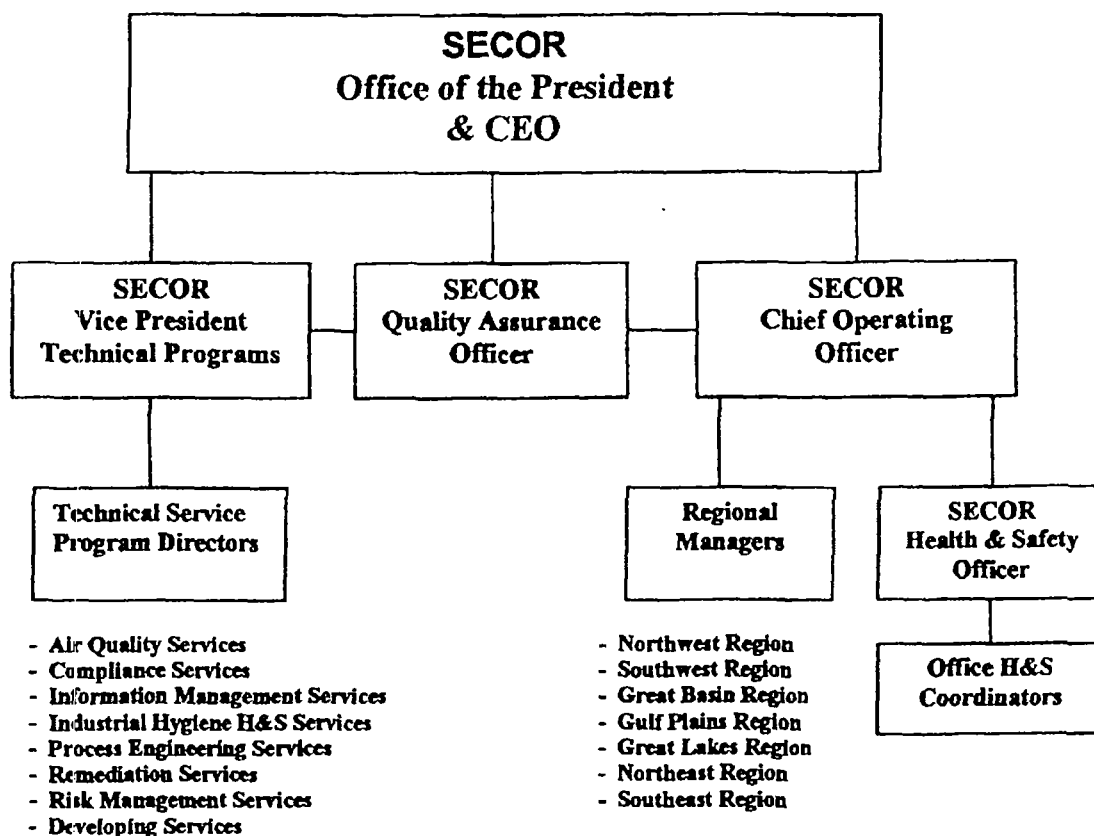 SECOR
Office of the President
& CEO
SECOR
Vice President
Technical Programs
SECOR
Quality Assurance
Officer
SECOR
Chief Operating
Officer
Technical Service
Program Directors
Regional
Managers
SECOR
Health & Safety
Officer
- Air Quality Services
- Compliance Services
- Information Management Services
- Industrial Hygiene H&S Services
- Process Engineering Services
- Remediation Services
- Risk Management Services
- Developing Services
- Northwest Region
- Southwest Region
- Great Basin Region
- Gulf Plains Region
- Great Lakes Region
- Northeast Region
- Southeast Region
Office H&S
Coordinators